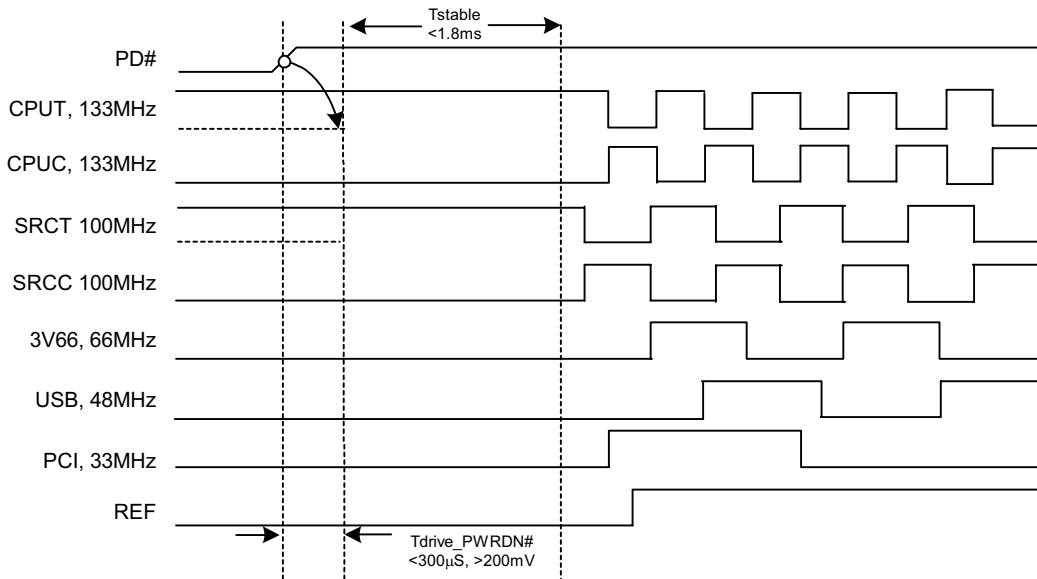 Tstable
<1.8ms
PD#
CPUT, 133MHz
CPUC, 133MHz
SRCT 100MHz
SRCC 100MHz
3V66, 66MHz
USB, 48MHz
PCI, 33MHz
REF
Tdrive_PWRDN#
<300μS, >200mV